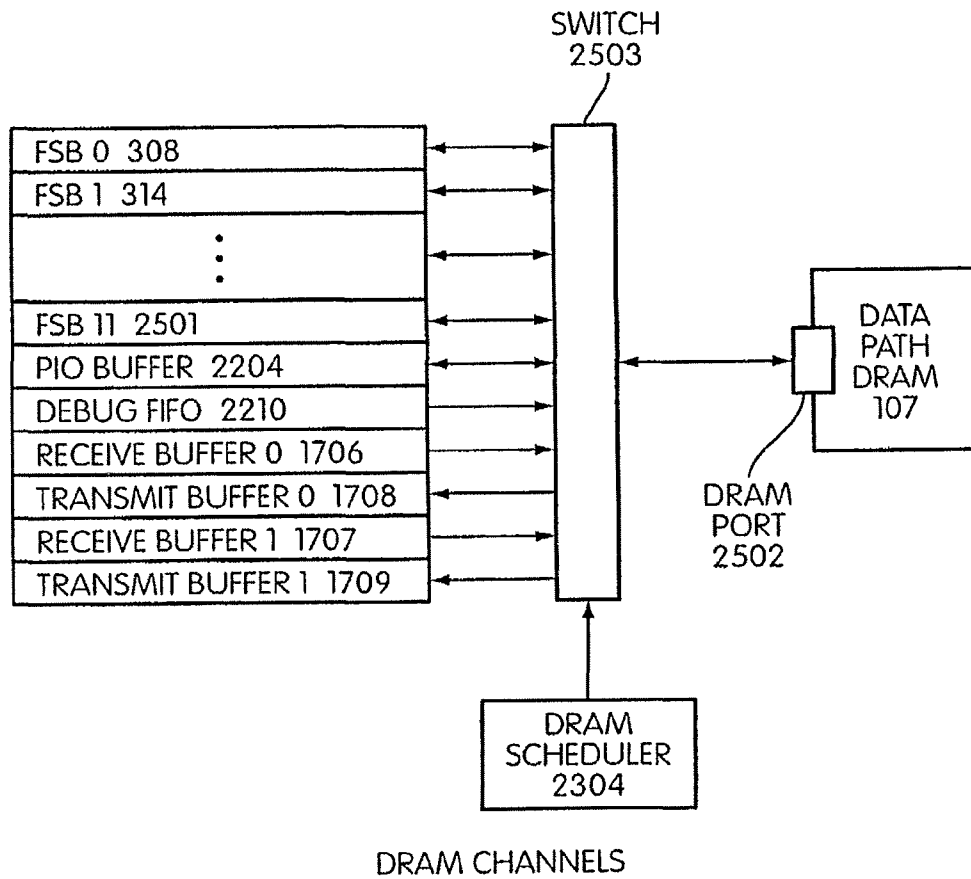 SWITCH
2503
FSB 0 308
FSB 1 314
FSB 11 2501
PIO BUFFER 2204
DEBUG FIFO 2210
RECEIVE BUFFER 0 1706
TRANSMIT BUFFER 0 1708
RECEIVE BUFFER 1 1707
TRANSMIT BUFFER 1 1709
DATA
PATH
DRAM
107
DRAM
PORT
2502
DRAM
SCHEDULER
2304
DRAM CHANNELS